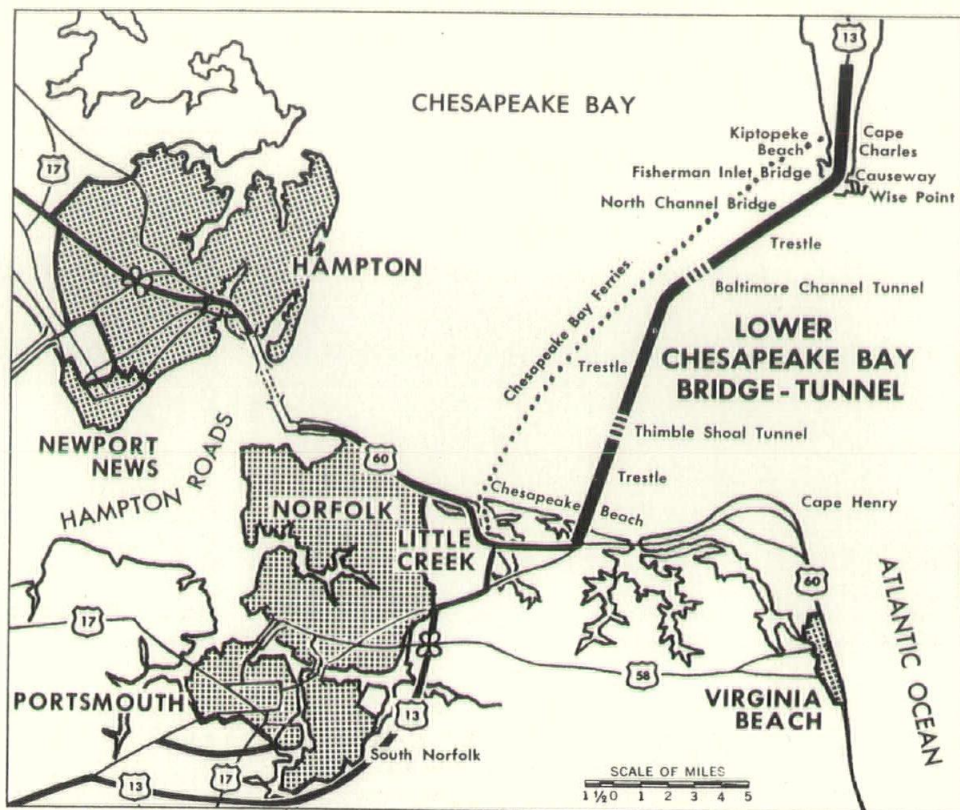 13
CHESAPEAKE BAY
Kiptopeke
Beach
Cape
Charles
17
Fisherman Inlet Bridge
Causeway
Wise Point
North Channel Bridge
Trestle
HAMPTON
Chesapeake Bay Ferries
Baltimore Channel Tunnel
LOWER
CHESAPEAKE BAY
BRIDGE-TUNNEL
Trestle
NEWPORT
NEWS
Thimble Shoal Tunnel
HAMPTON ROADS
60
Trestle
Chesapeake Beach
Cape Henry
NORFOLK
LITTLE
CREEK
60
ATLANTIC OCEAN
17
58
PORTSMOUTH
VIRGINIA
BEACH
13
South Norfolk
13
17
SCALE OF MILES
1 ½ 0 1 2 3 4 5